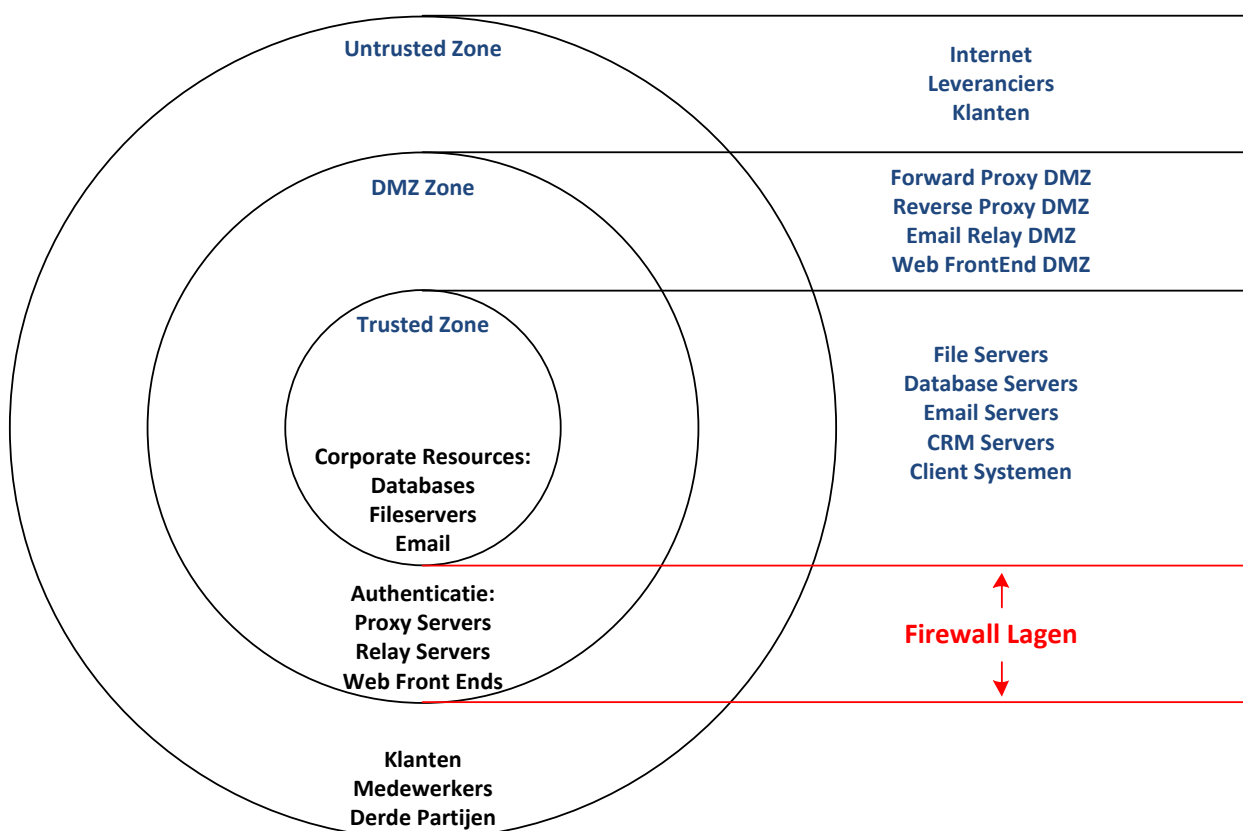 Untrusted Zone
Internet
Leveranciers
Klanten
DMZ Zone
Forward Proxy DMZ
Reverse Proxy DMZ
Email Relay DMZ
Web FrontEnd DMZ
Trusted Zone
File Servers
Database Servers
Email Servers
CRM Servers
Client Systemen
Corporate Resources:
Databases
Fileservers
Email
Authenticatie:
Proxy Servers
Relay Servers
Web Front Ends
Firewall Lagen
Klanten
Medewerkers
Derde Partijen